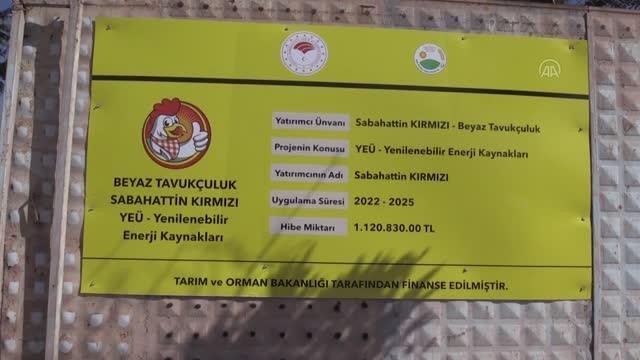 AA
Yatırımcı Ünvanı Sabahattin KIRMIZI - Beyaz Tavukçuluk
Projenin Konusu YEÜ - Yenilenebilir Enerji Kaynakları
Yatırımcının Adı Sabahattin KIRMIZI
Uygulama Süresi 2022 - 2025
Hibe Miktarı 1.120.830.00 TL
BEYAZ TAVUKÇULUK
SABAHATTİN KIRMIZI
YEÜ - Yenilenebilir
Enerji Kaynakları
TARIM ve ORMAN BAKANLIĞI TARAFINDAN FİNANSE EDİLMİŞTİR.